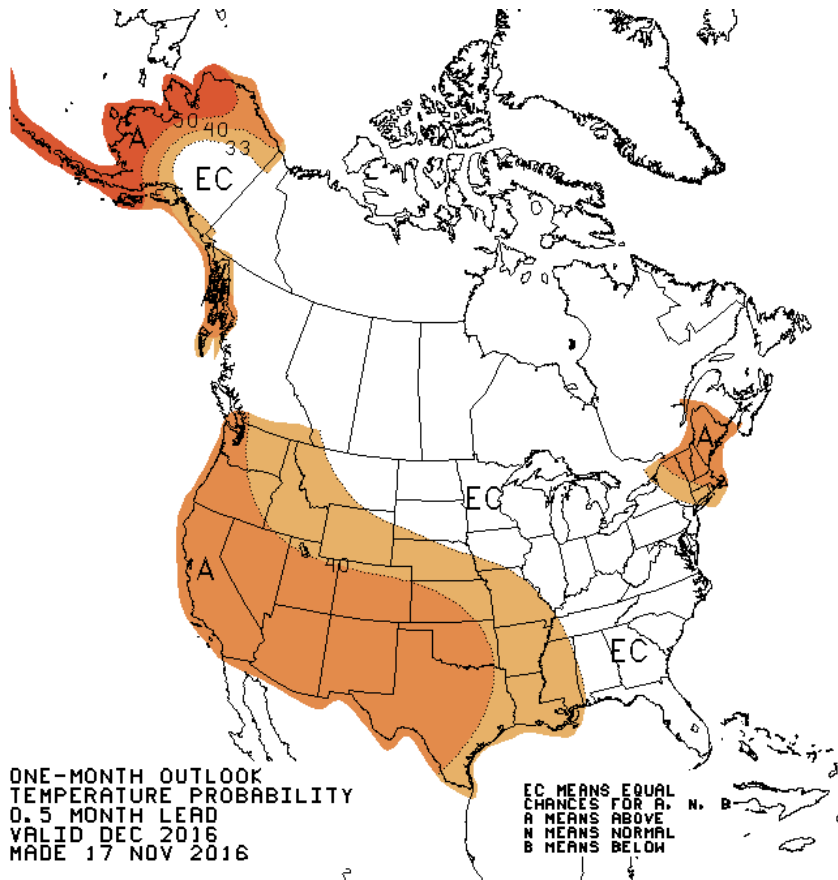 A
50
40
33
EC
A
EC
A
40
EC
ONE-MONTH OUTLOOK
TEMPERATURE PROBABILITY
0.5 MONTH LEAD
VALID DEC 2016
MADE 17 NOV 2016
EC MEANS EQUAL
CHANCES FOR A, N, B
A MEANS ABOVE
N MEANS NORMAL
B MEANS BELOW